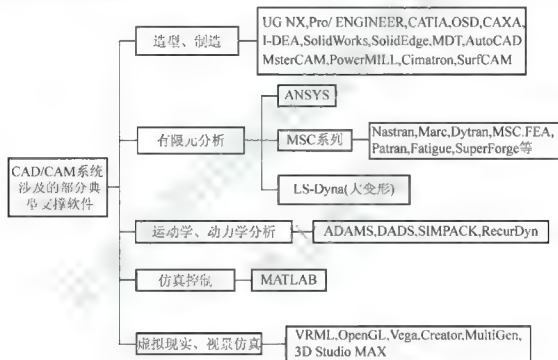 造型、制造
UG NX,Pro/ ENGINEER,CATIA,OSD,CAXA,
I-DEA,SolidWorks,SolidEdge,MDT,AutoCAD
MsterCAM,PowerMILL,Cimatron,SurfCAM
ANSYS
有限元分析
MSC系列
Nastran,Marc,Dytran,MSC.FEA,
Patran,Fatigue,SuperForge等
LS-Dyna(大变形)
CAD/CAM系统
涉及的部分典
型支撑软件
运动学、动力学分析
ADAMS,DADS,SIMPACK,RecurDyn
仿真控制
MATLAB
虚拟现实、视景仿真
VRML,OpenGL,Vega,Creator,MultiGen,
3D Studio MAX